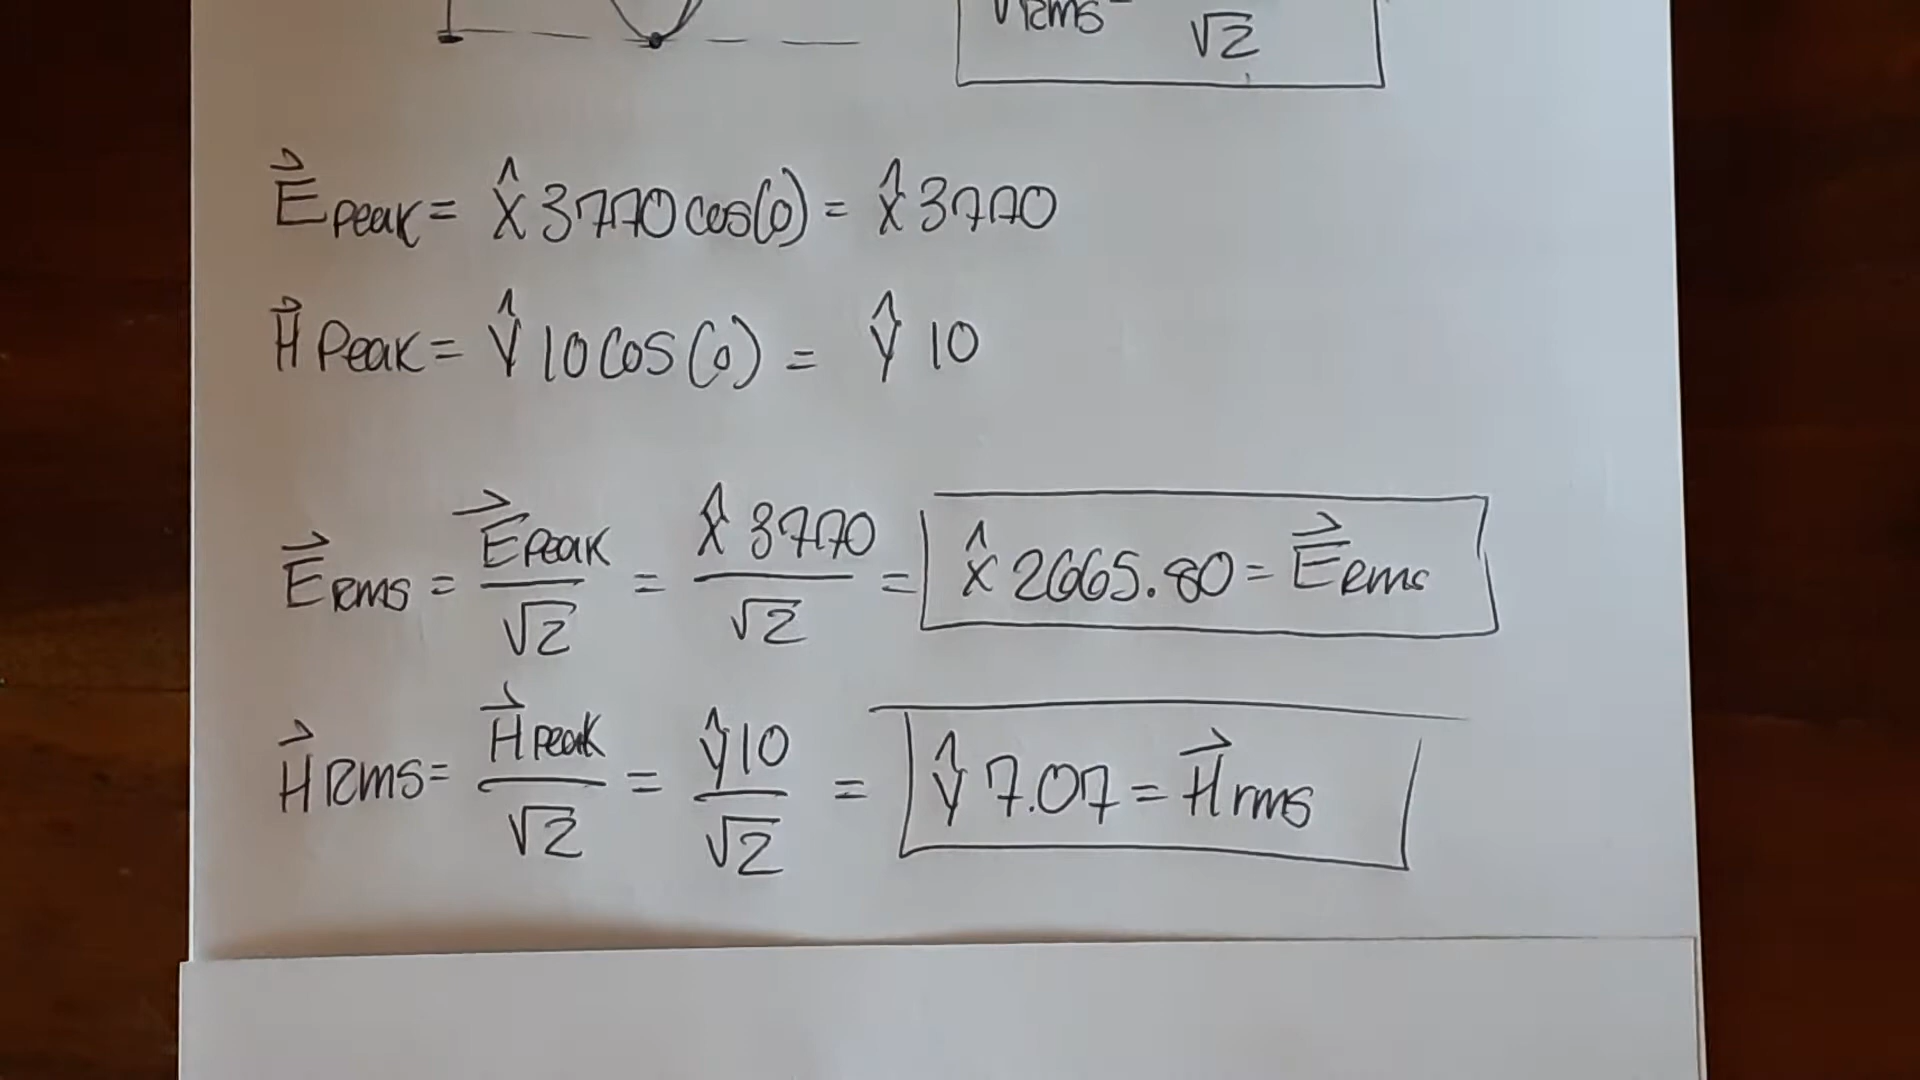 VRms = / √2
E⃗ Peak = x̂ 3770 cos(0) = x̂ 3770
H⃗ Peak = ŷ 10 cos(0) = ŷ 10
E⃗ RMS = E⃗ Peak / √2 = x̂ 3770 / √2 = x̂ 2665.80 = E⃗ Rms
H⃗ RMS = H⃗ Peak / √2 = ŷ 10 / √2 = ŷ 7.07 = H⃗ rms